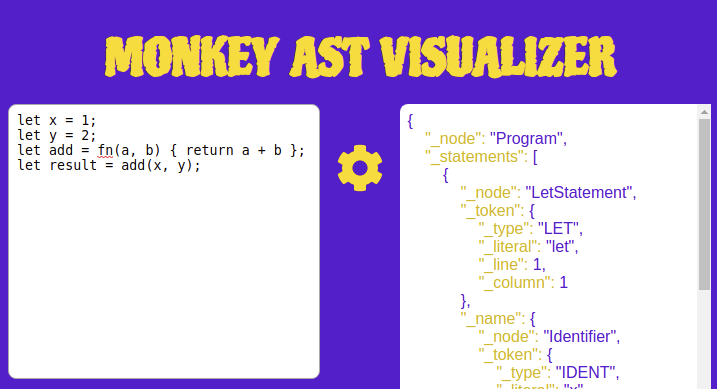 MONKEY AST VISUALIZER
let x = 1;
let y = 2;
let add = fn(a, b) { return a + b };
let result = add(x, y);
{
"_node": "Program",
"_statements": [
{
"_node": "LetStatement",
"_token": {
"_type": "LET",
"_literal": "let",
"_line": 1,
"_column": 1
},
"_name": {
"_node": "Identifier",
"_token": {
"_type": "IDENT",
"_literal": "x"